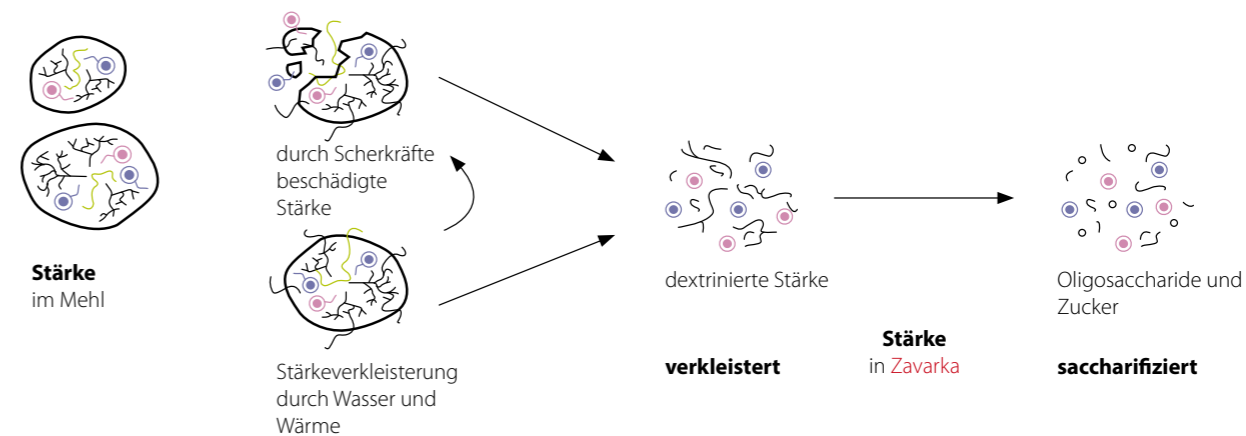 durch Scherkräfte
beschädigte
Stärke
Stärke
im Mehl
Stärkeverkleisterung
durch Wasser und
Wärme
dextrinierte Stärke
verkleistert
Stärke
in Zavarka
Oligosaccharide und
Zucker
saccharifiziert